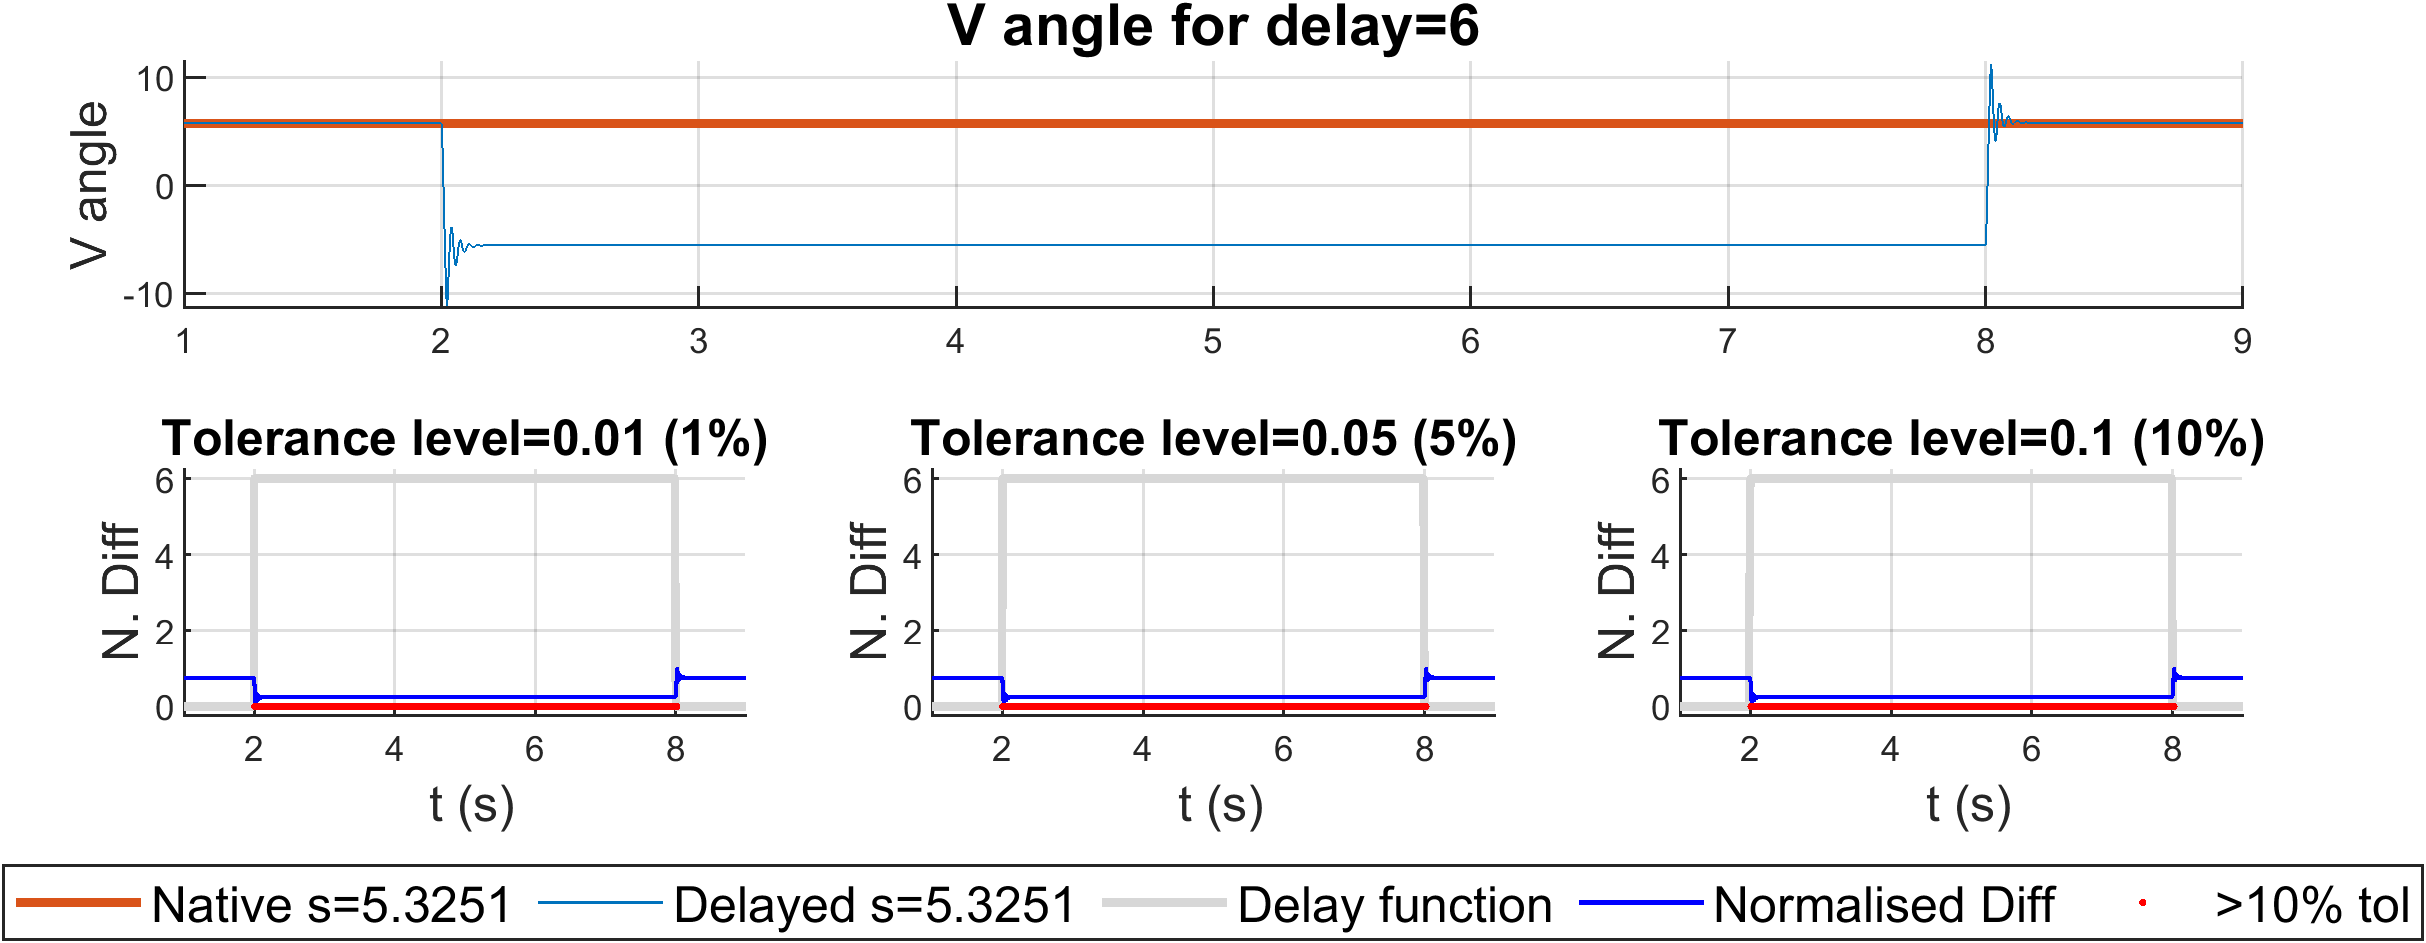 V angle for delay=6
V angle
10
0
-10
1 2 3 4 5 6 7 8 9
Tolerance level=0.01 (1%)
N. Diff
6
4
2
0
2 4 6 8
t (s)
Tolerance level=0.05 (5%)
N. Diff
6
4
2
0
2 4 6 8
t (s)
Tolerance level=0.1 (10%)
N. Diff
6
4
2
0
2 4 6 8
t (s)
Native s=5.3251 Delayed s=5.3251 Delay function Normalised Diff >10% tol